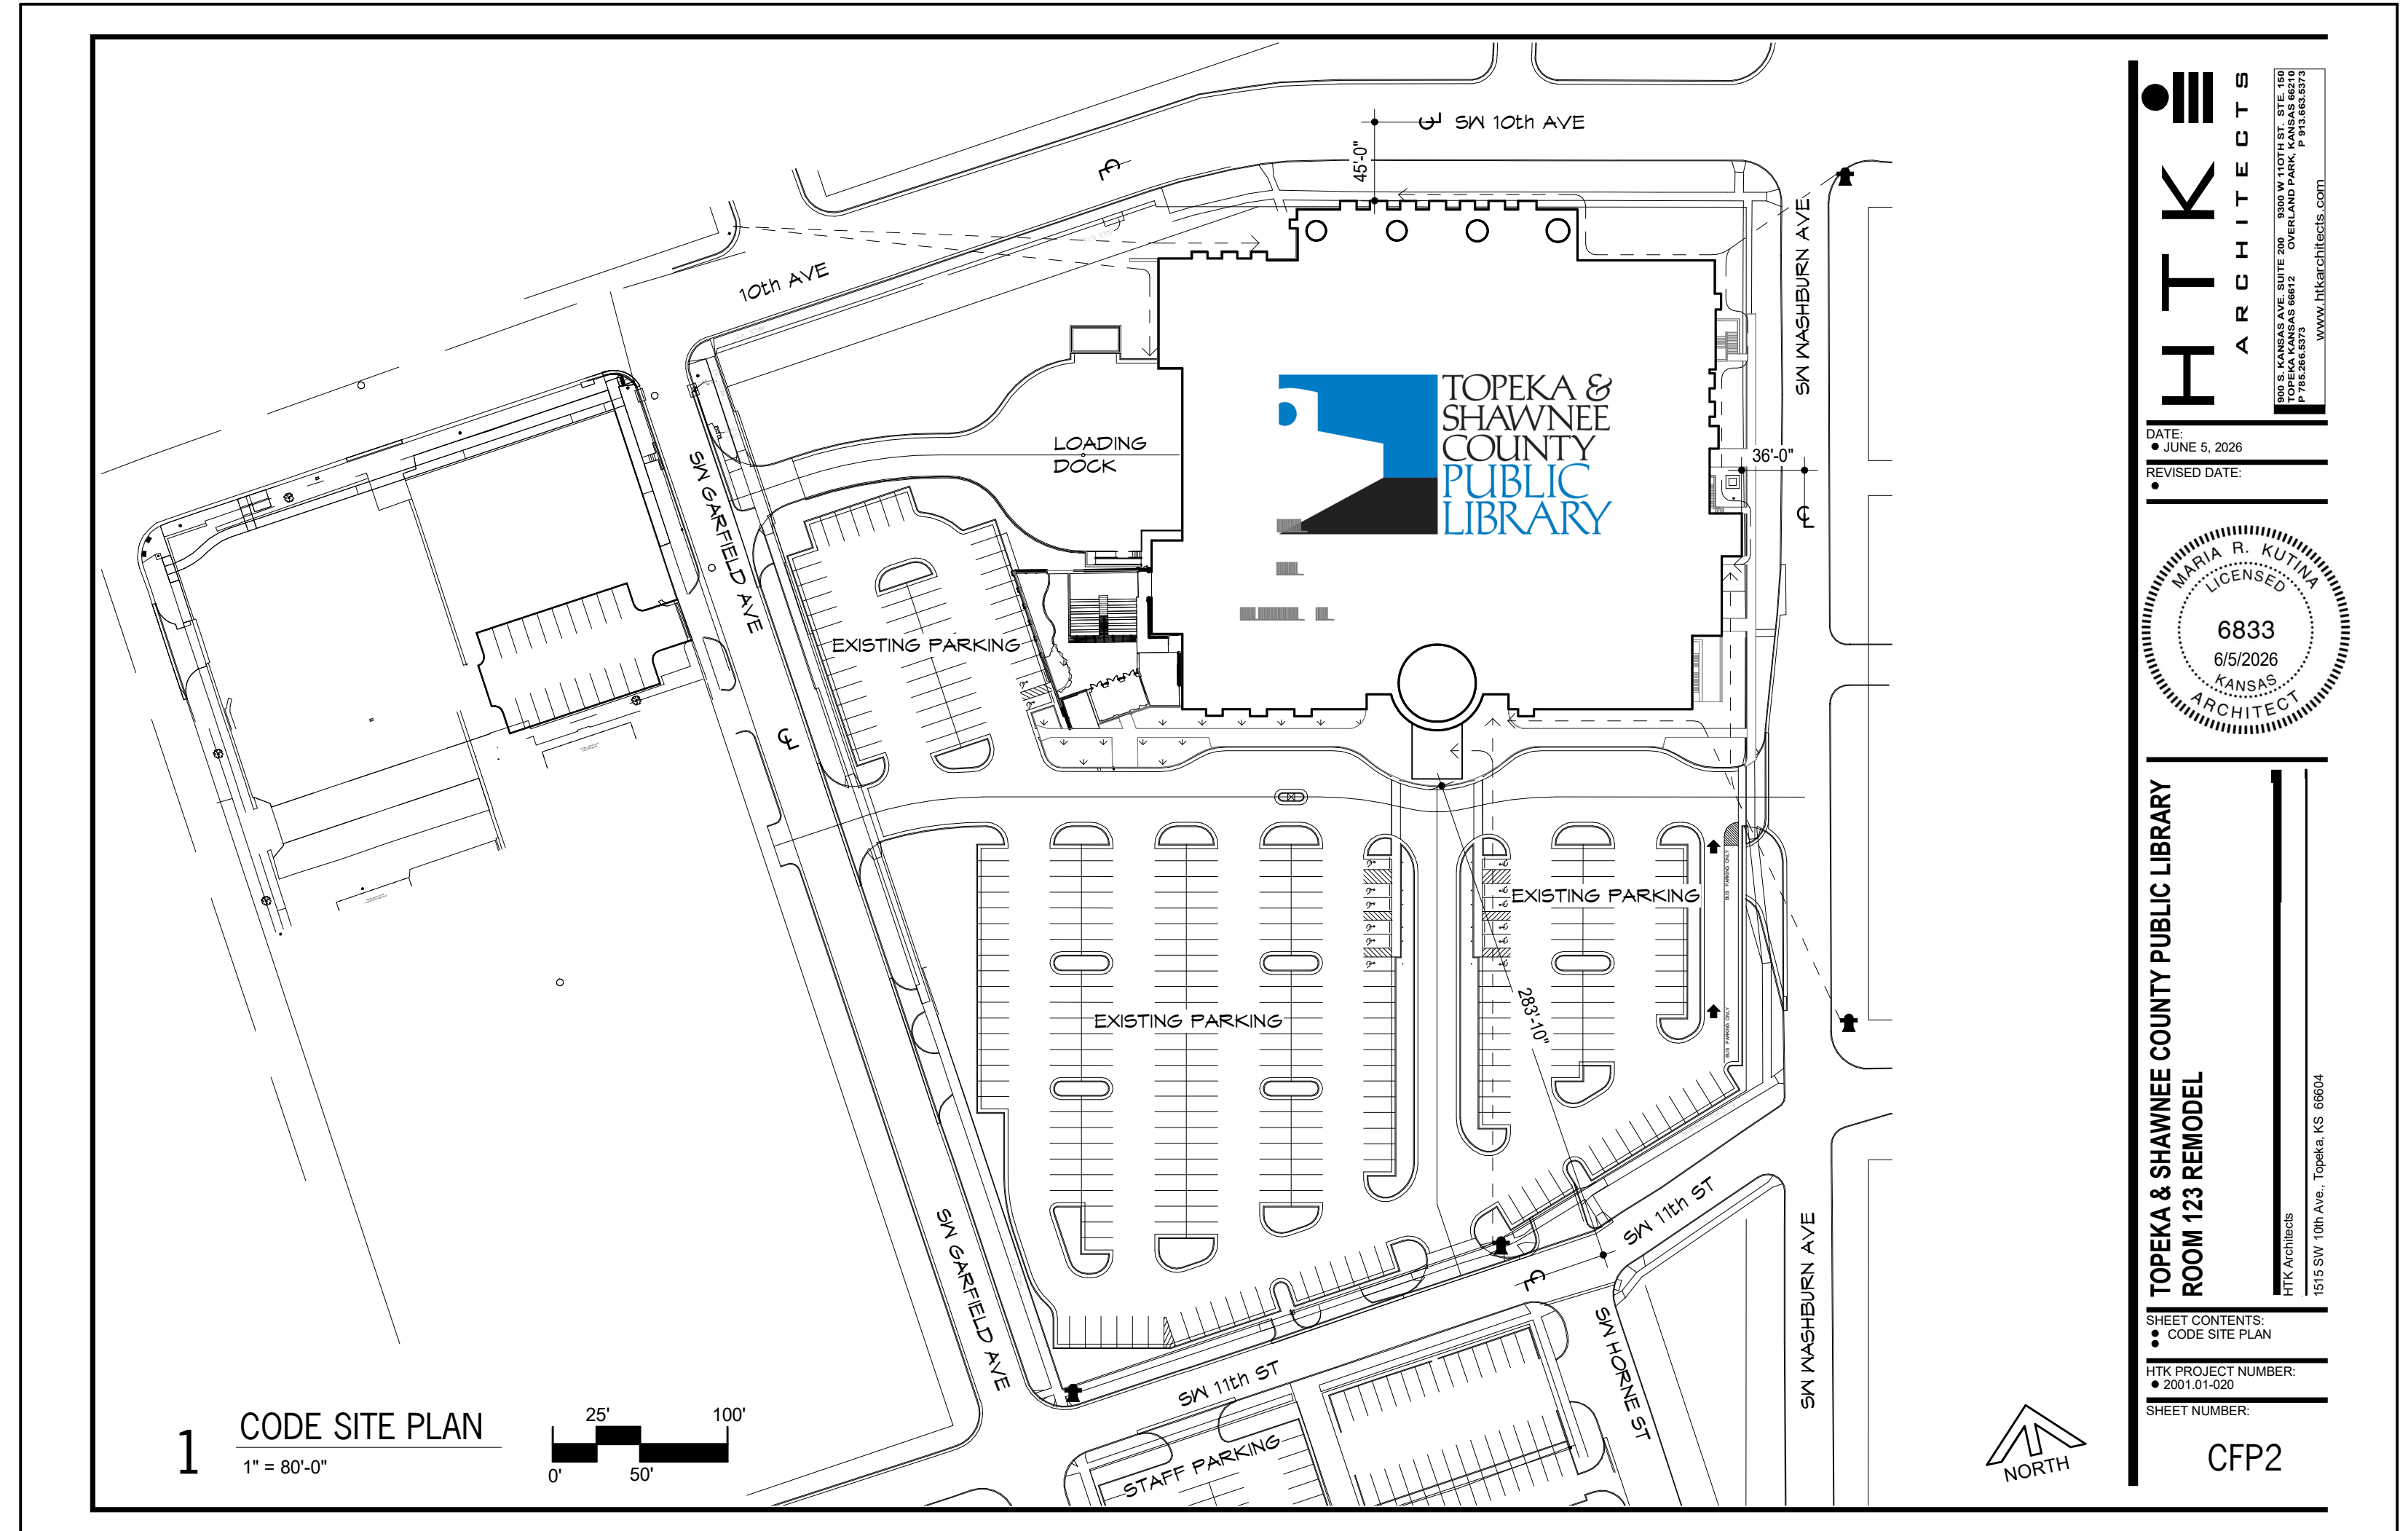 SW 10th AVE
45'-0"
10th AVE
SW WASHBURN AVE
LOADING
DOCK
TOPEKA &
SHAWNEE
COUNTY
PUBLIC
LIBRARY
36'-0"
SW GARFIELD AVE
EXISTING PARKING
EXISTING PARKING
BUS PARKING ONLY
EXISTING PARKING
283'-10"
BUS PARKING ONLY
SW GARFIELD AVE
SW 11th ST
SW 11th ST
SW HORNE ST
SW WASHBURN AVE
STAFF PARKING
1
CODE SITE PLAN
1" = 80'-0"
25'
100'
0'
50'
NORTH
HTK
ARCHITECTS
900 S. KANSAS AVE. SUITE 200 9300 W 110TH ST. STE. 150
TOPEKA KANSAS 66612 OVERLAND PARK, KANSAS 66210
P 785.266.5373 P 913.663.5373
www.htkarchitects.com
DATE:
JUNE 5, 2026
REVISED DATE:
MARIA R. KUTINA
LICENSED
6833
6/5/2026
KANSAS
ARCHITECT
TOPEKA & SHAWNEE COUNTY PUBLIC LIBRARY
ROOM 123 REMODEL
HTK Architects
1515 SW 10th Ave., Topeka, KS 66604
SHEET CONTENTS:
CODE SITE PLAN
HTK PROJECT NUMBER:
2001.01-020
SHEET NUMBER:
CFP2